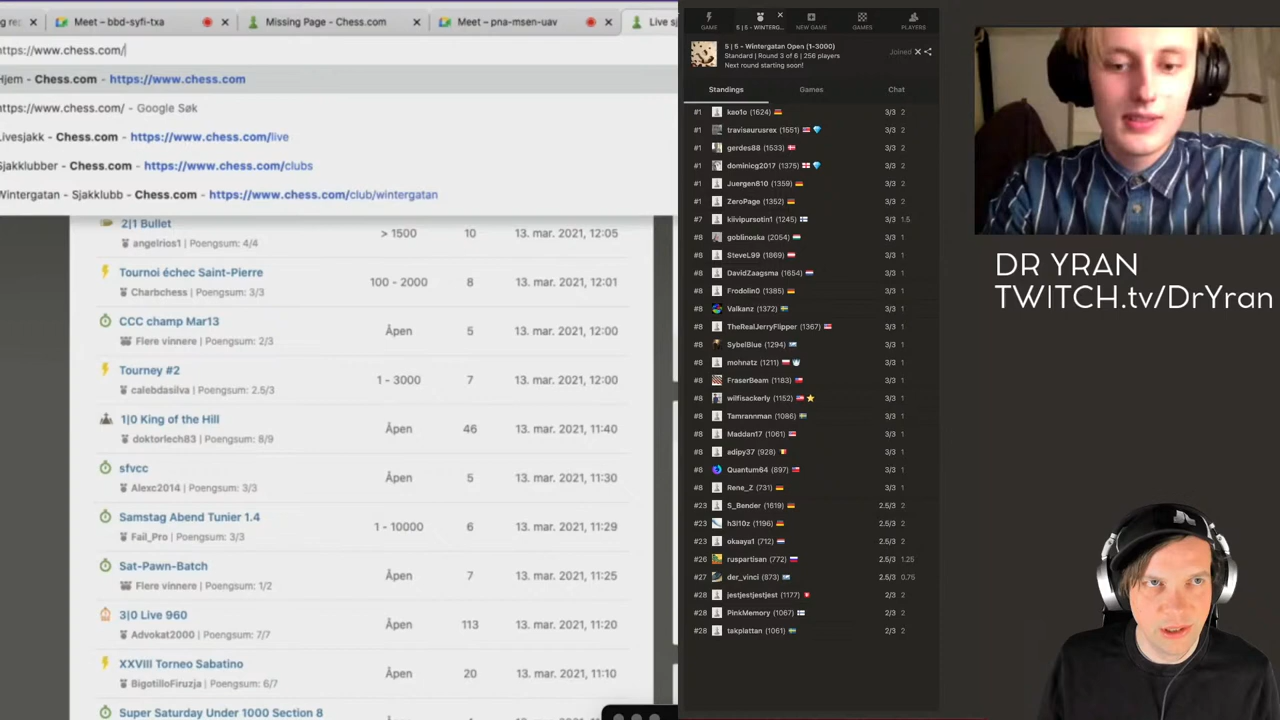 Meet – bbd-syfi-txa
Missing Page - Chess.com
Meet – pna-msen-uav
Live sj
https://www.chess.com/
Hjem - Chess.com - https://www.chess.com
https://www.chess.com/ - Google Søk
Livesjakk - Chess.com - https://www.chess.com/live
Sjakklubber - Chess.com - https://www.chess.com/clubs
Wintergatan - Sjakklubb - Chess.com - https://www.chess.com/club/wintergatan
2|1 Bullet
angelrios1 | Poengsum: 4/4
> 1500 10 13. mar. 2021, 12:05
Tournoi échec Saint-Pierre
Charbchess | Poengsum: 3/3
100 - 2000 8 13. mar. 2021, 12:01
CCC champ Mar13
Flere vinnere | Poengsum: 2/3
Åpen 5 13. mar. 2021, 12:00
Tourney #2
calebdasilva | Poengsum: 2.5/3
1 - 3000 7 13. mar. 2021, 12:00
1|0 King of the Hill
doktorlech83 | Poengsum: 8/9
Åpen 46 13. mar. 2021, 11:40
sfvcc
Alexc2014 | Poengsum: 3/3
Åpen 5 13. mar. 2021, 11:30
Samstag Abend Tunier 1.4
Fail_Pro | Poengsum: 3/3
1 - 10000 6 13. mar. 2021, 11:29
Sat-Pawn-Batch
Flere vinnere | Poengsum: 1/2
Åpen 7 13. mar. 2021, 11:25
3|0 Live 960
Advokat2000 | Poengsum: 7/7
Åpen 113 13. mar. 2021, 11:20
XXVIII Torneo Sabatino
BigotilloFiruzja | Poengsum: 6/7
Åpen 20 13. mar. 2021, 11:10
Super Saturday Under 1000 Section 8
GAME
5 | 5 - WINTERG...
NEW GAME
GAMES
PLAYERS
5 | 5 - Wintergatan Open (1-3000)
Standard | Round 3 of 6 | 256 players
Next round starting soon!
Joined
Standings Games Chat
#1 kao1o (1624) 3/3 2
#1 travisaurusrex (1551) 3/3 2
#1 gerdes88 (1533) 3/3 2
#1 dominicg2017 (1375) 3/3 2
#1 Juergen810 (1359) 3/3 2
#1 ZeroPage (1352) 3/3 2
#7 kiivipursotin1 (1245) 3/3 1.5
#8 goblinoska (2054) 3/3 1
#8 SteveL99 (1869) 3/3 1
#8 DavidZaagsma (1654) 3/3 1
#8 Frodolin0 (1385) 3/3 1
#8 Valkanz (1372) 3/3 1
#8 TheRealJerryFlipper (1367) 3/3 1
#8 SybelBlue (1294) 3/3 1
#8 mohnatz (1211) 3/3 1
#8 FraserBeam (1183) 3/3 1
#8 wilfisackerly (1152) 3/3 1
#8 Tamrannman (1086) 3/3 1
#8 Maddan17 (1061) 3/3 1
#8 adipy37 (928) 3/3 1
#8 Quantum64 (897) 3/3 1
#8 Rene_Z (731) 3/3 1
#23 S_Bender (1619) 2.5/3 2
#23 h3l10z (1196) 2.5/3 2
#23 okaaya1 (712) 2.5/3 2
#26 ruspartisan (772) 2.5/3 1.25
#27 der_vinci (873) 2.5/3 0.75
#28 jestjestjestjest (1177) 2/3 2
#28 PinkMemory (1067) 2/3 2
#28 takplattan (1061) 2/3 2
DR YRAN
TWITCH.tv/DrYran